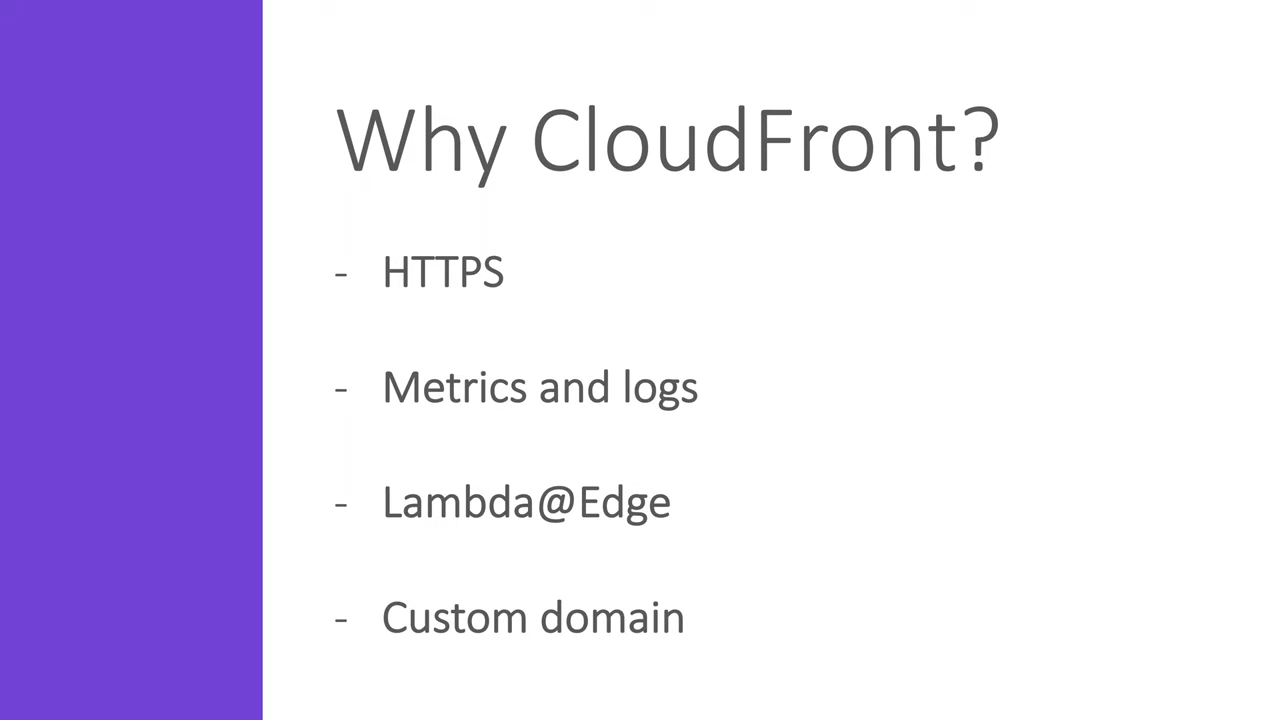 Why CloudFront?
- HTTPS
- Metrics and logs
- Lambda@Edge
- Custom domain